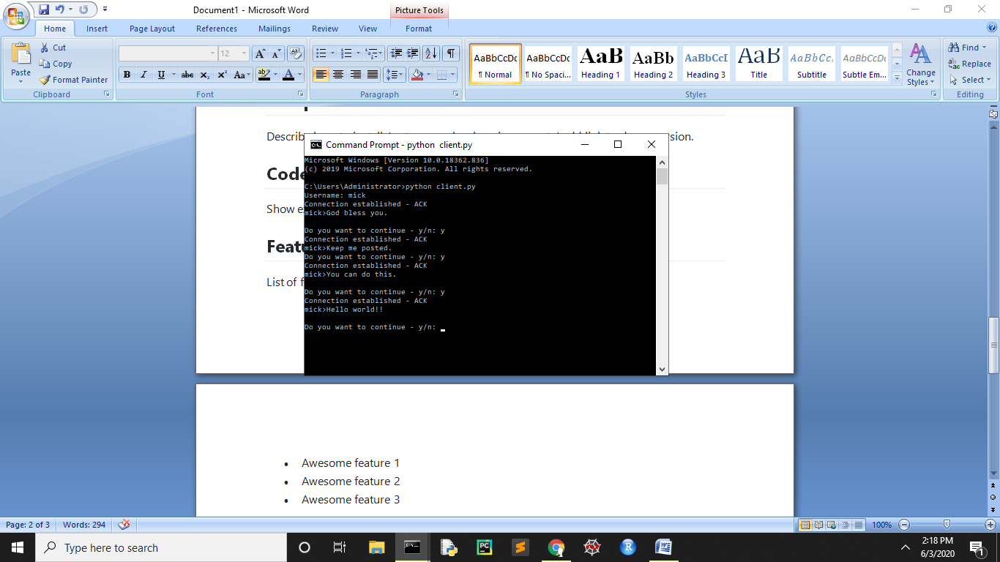 Document1 - Microsoft Word
Picture Tools
Home Insert Page Layout References Mailings Review View Format
Paste
Cut
Copy
Format Painter
Clipboard
12
Font
Paragraph
AaBbCcDc AaBbCcDc AaB AaBb AaBbCcI AaB AaBbCc. AaBbCcDc
¶ Normal ¶ No Spaci... Heading 1 Heading 2 Heading 3 Title Subtitle Subtle Em...
Change Styles
Styles
Find
Replace
Select
Editing
sion.
Code
Show e
Featu
List of f
Command Prompt - python client.py
Microsoft Windows [Version 10.0.18362.836]
(c) 2019 Microsoft Corporation. All rights reserved.
C:\Users\Administrator>python client.py
Username: mick
Connection established - ACK
mick>God bless you.
Do you want to continue - y/n: y
Connection established - ACK
mick>Keep me posted.
Do you want to continue - y/n: y
Connection established - ACK
mick>You can do this.
Do you want to continue - y/n: y
Connection established - ACK
mick>Hello world!!
Do you want to continue - y/n:
• Awesome feature 1
• Awesome feature 2
• Awesome feature 3
Page: 2 of 3 Words: 294 100%
Type here to search
2:18 PM
6/3/2020